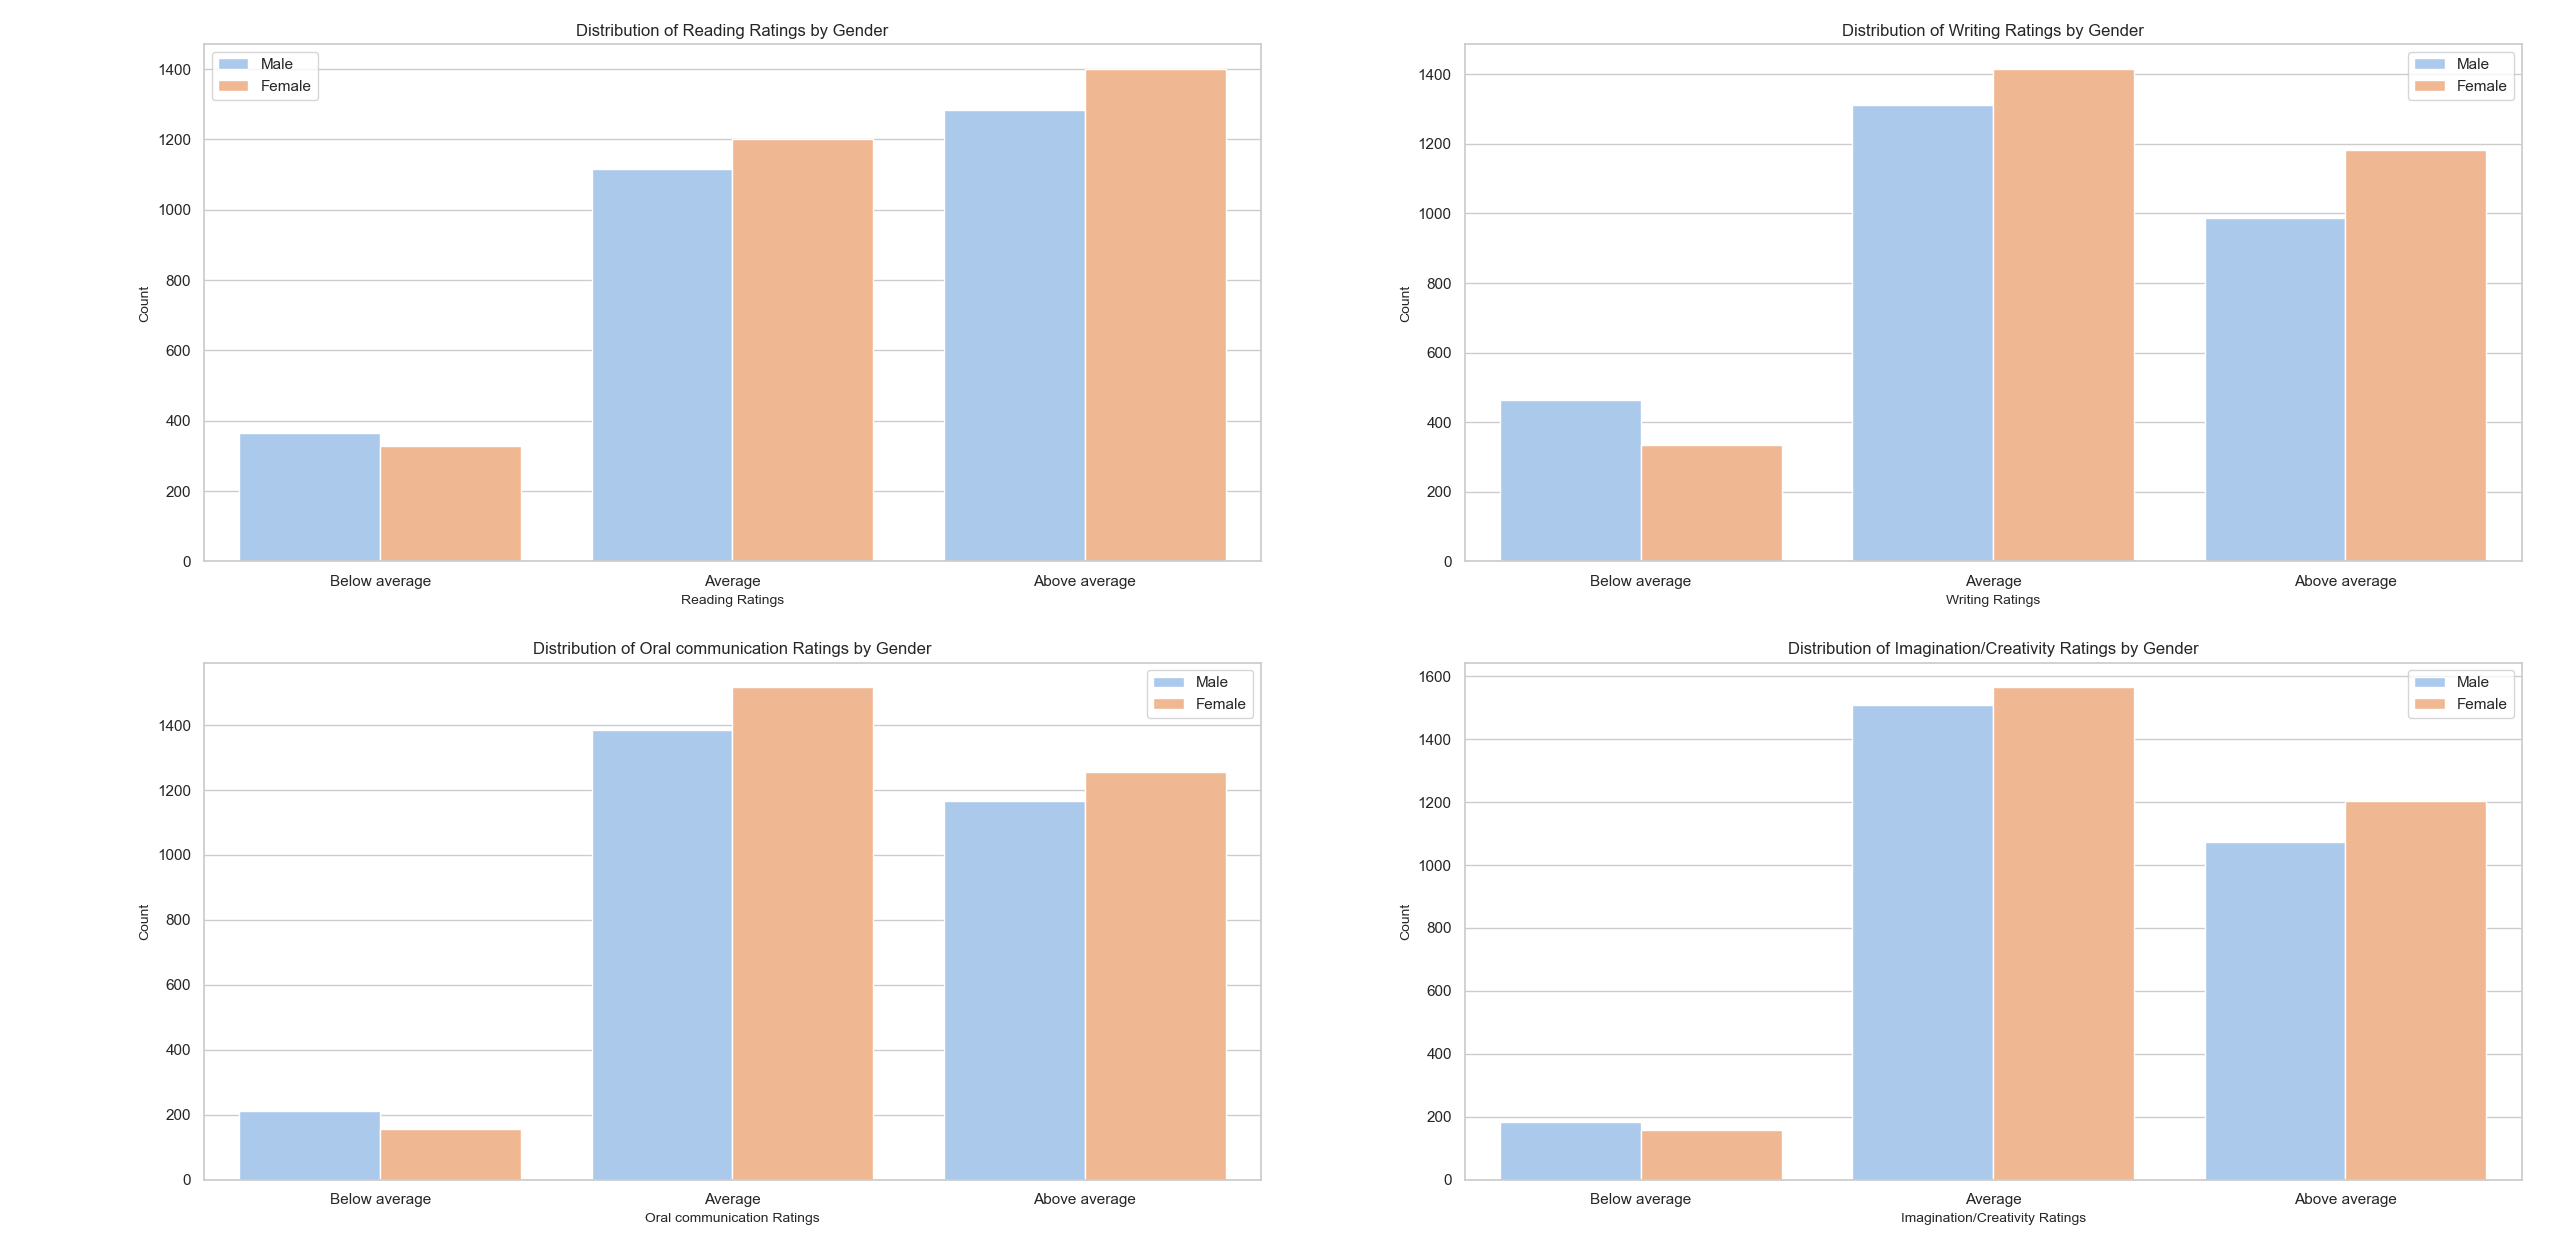 Distribution of Reading Ratings by Gender
Male
Female
1400
1200
1000
800
600
400
200
0
Count
Below average
Average
Above average
Reading Ratings
Distribution of Writing Ratings by Gender
Male
Female
1400
1200
1000
800
600
400
200
0
Count
Below average
Average
Above average
Writing Ratings
Distribution of Oral communication Ratings by Gender
Male
Female
1400
1200
1000
800
600
400
200
0
Count
Below average
Average
Above average
Oral communication Ratings
Distribution of Imagination/Creativity Ratings by Gender
Male
Female
1600
1400
1200
1000
800
600
400
200
0
Count
Below average
Average
Above average
Imagination/Creativity Ratings